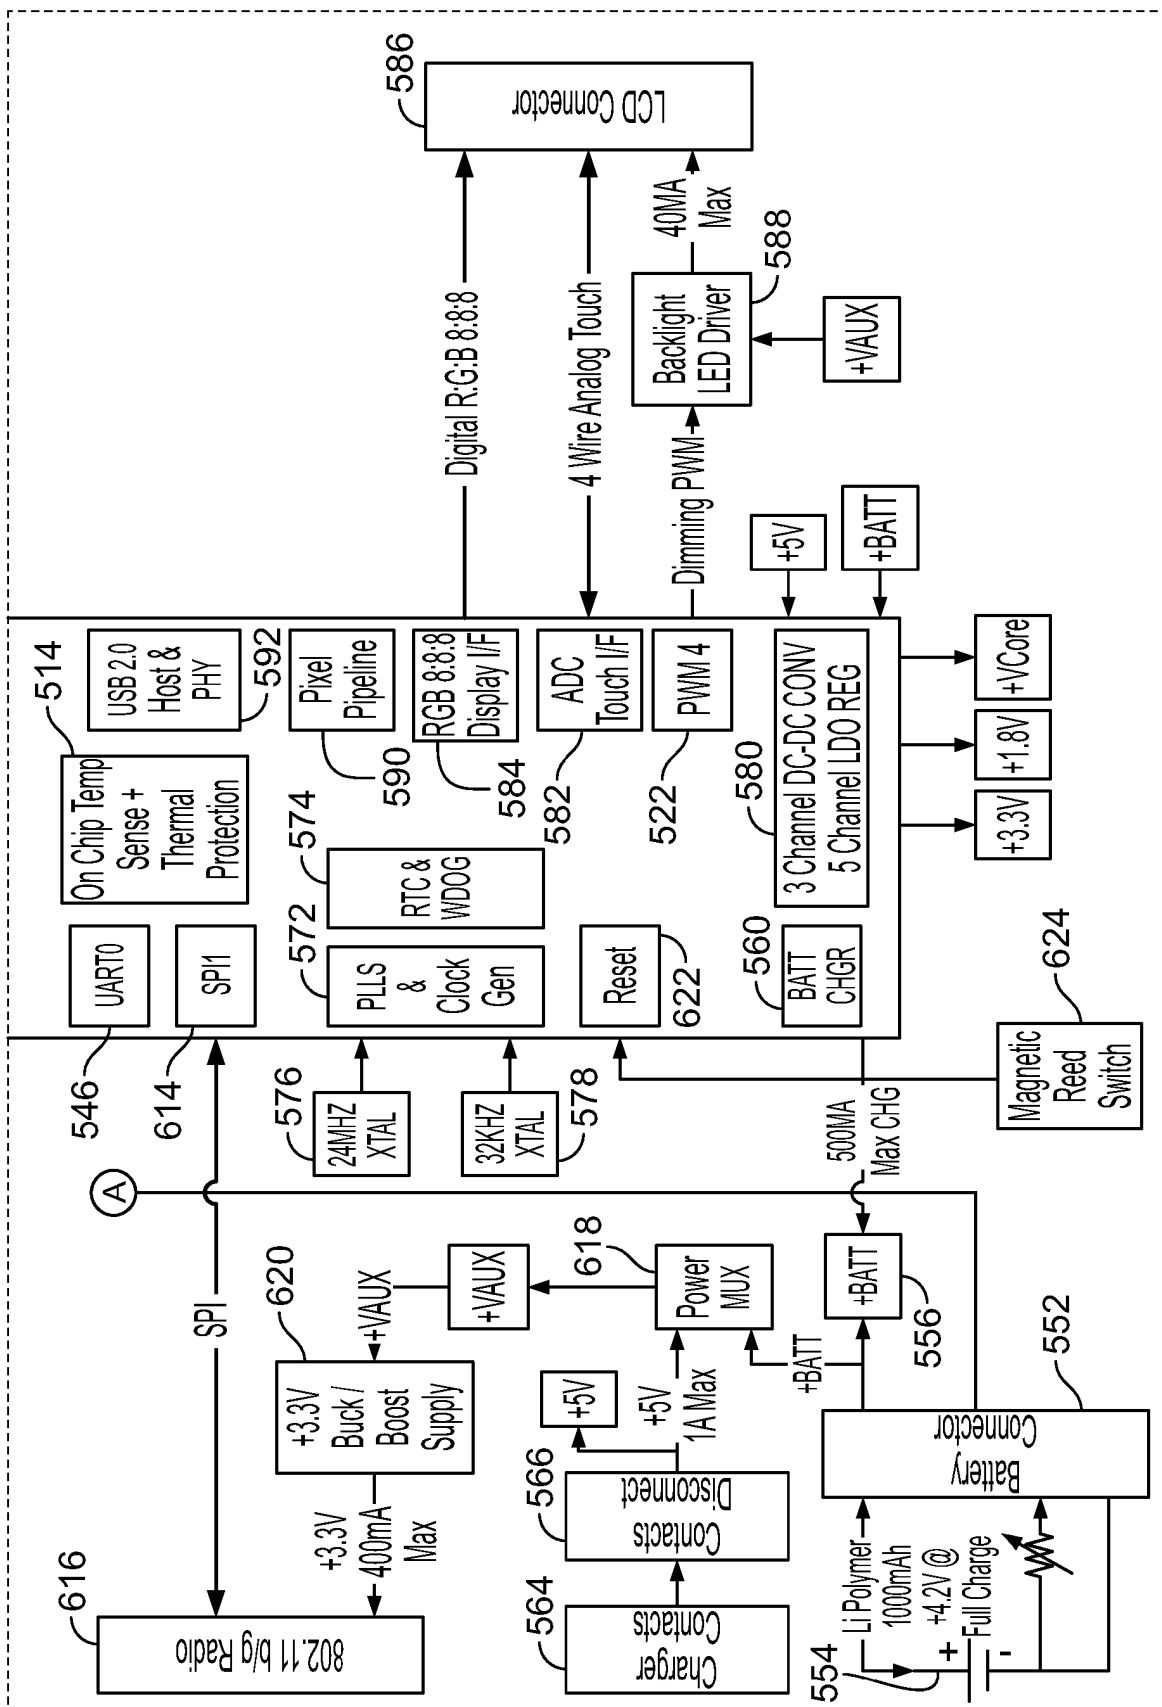 616
802.11 b/g Radio
SPI
A
546
UART0
614
SPI1
514
On Chip Temp
Sense +
Thermal
Protection
USB 2.0
Host &
PHY
592
+3.3V
400mA
Max
620
+3.3V
Buck /
Boost
Supply
+VAUX
+VAUX
576
24MHZ
XTAL
578
32KHZ
XTAL
572
PLLS
&
Clock
Gen
574
RTC &
WDOG
590
Pixel
Pipeline
584
RGB 8:8:8
Display I/F
Digital R:G:B 8:8:8
586
LCD Connector
582
ADC
Touch I/F
4 Wire Analog Touch
522
PWM 4
Dimming PWM
Backlight
LED Driver
588
40MA
Max
+VAUX
564
Charger
Contacts
566
Contacts
Disconnect
+5V
+5V
1A Max
618
Power
MUX
+BATT
622
Reset
560
BATT
CHGR
580
3 Channel DC-DC CONV
5 Channel LDO REG
+5V
+BATT
500MA
Max CHG
+BATT
556
552
Battery
Connector
554
+
-
Li Polymer
1000mAh
+4.2V @
Full Charge
624
Magnetic
Reed
Switch
+3.3V
+1.8V
+VCore